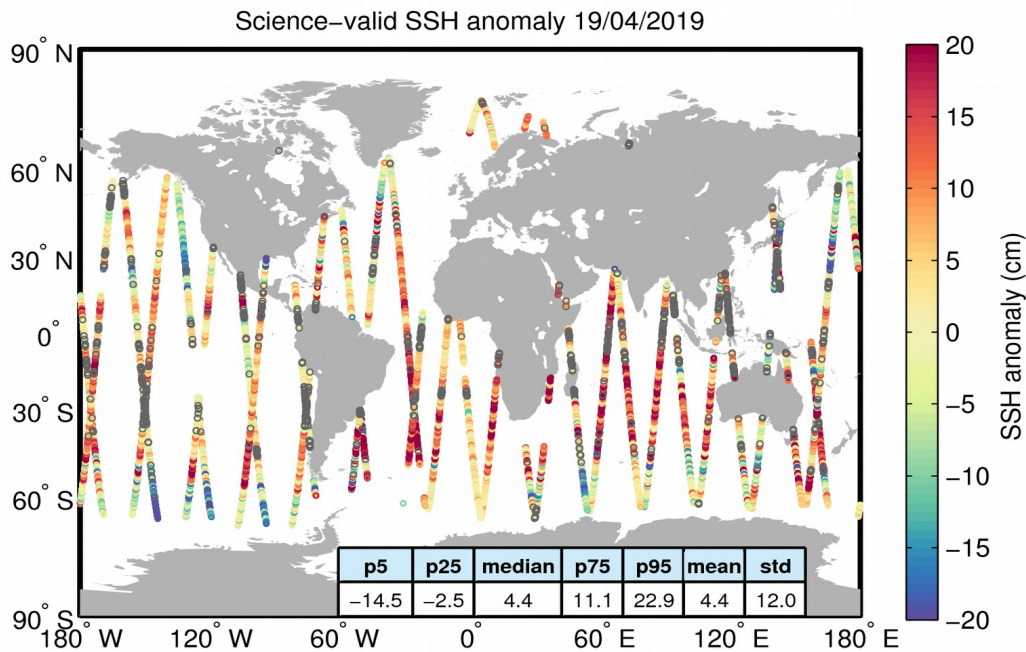 Science−valid SSH anomaly 19/04/2019
90° N
60° N
30° N
0°
30° S
60° S
90° S
180° W
120° W
60° W
0°
60° E
120° E
180° E
p5 p25 median p75 p95 mean std
−14.5 −2.5 4.4 11.1 22.9 4.4 12.0
20
15
10
5
0
−5
−10
−15
−20
SSH anomaly (cm)